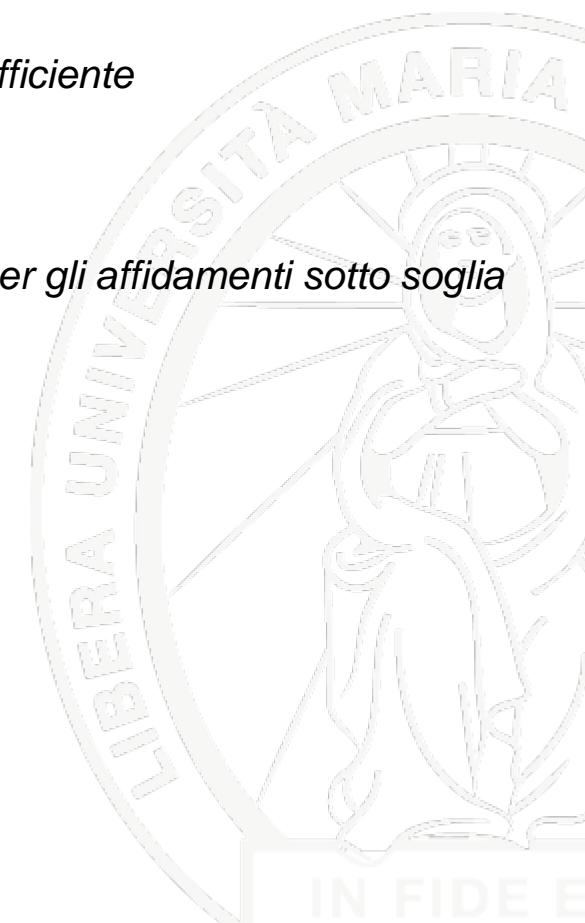 fficiente
er gli affidamenti sotto soglia
LIBERA UNIVERSITÀ MARIA
IN FIDE E